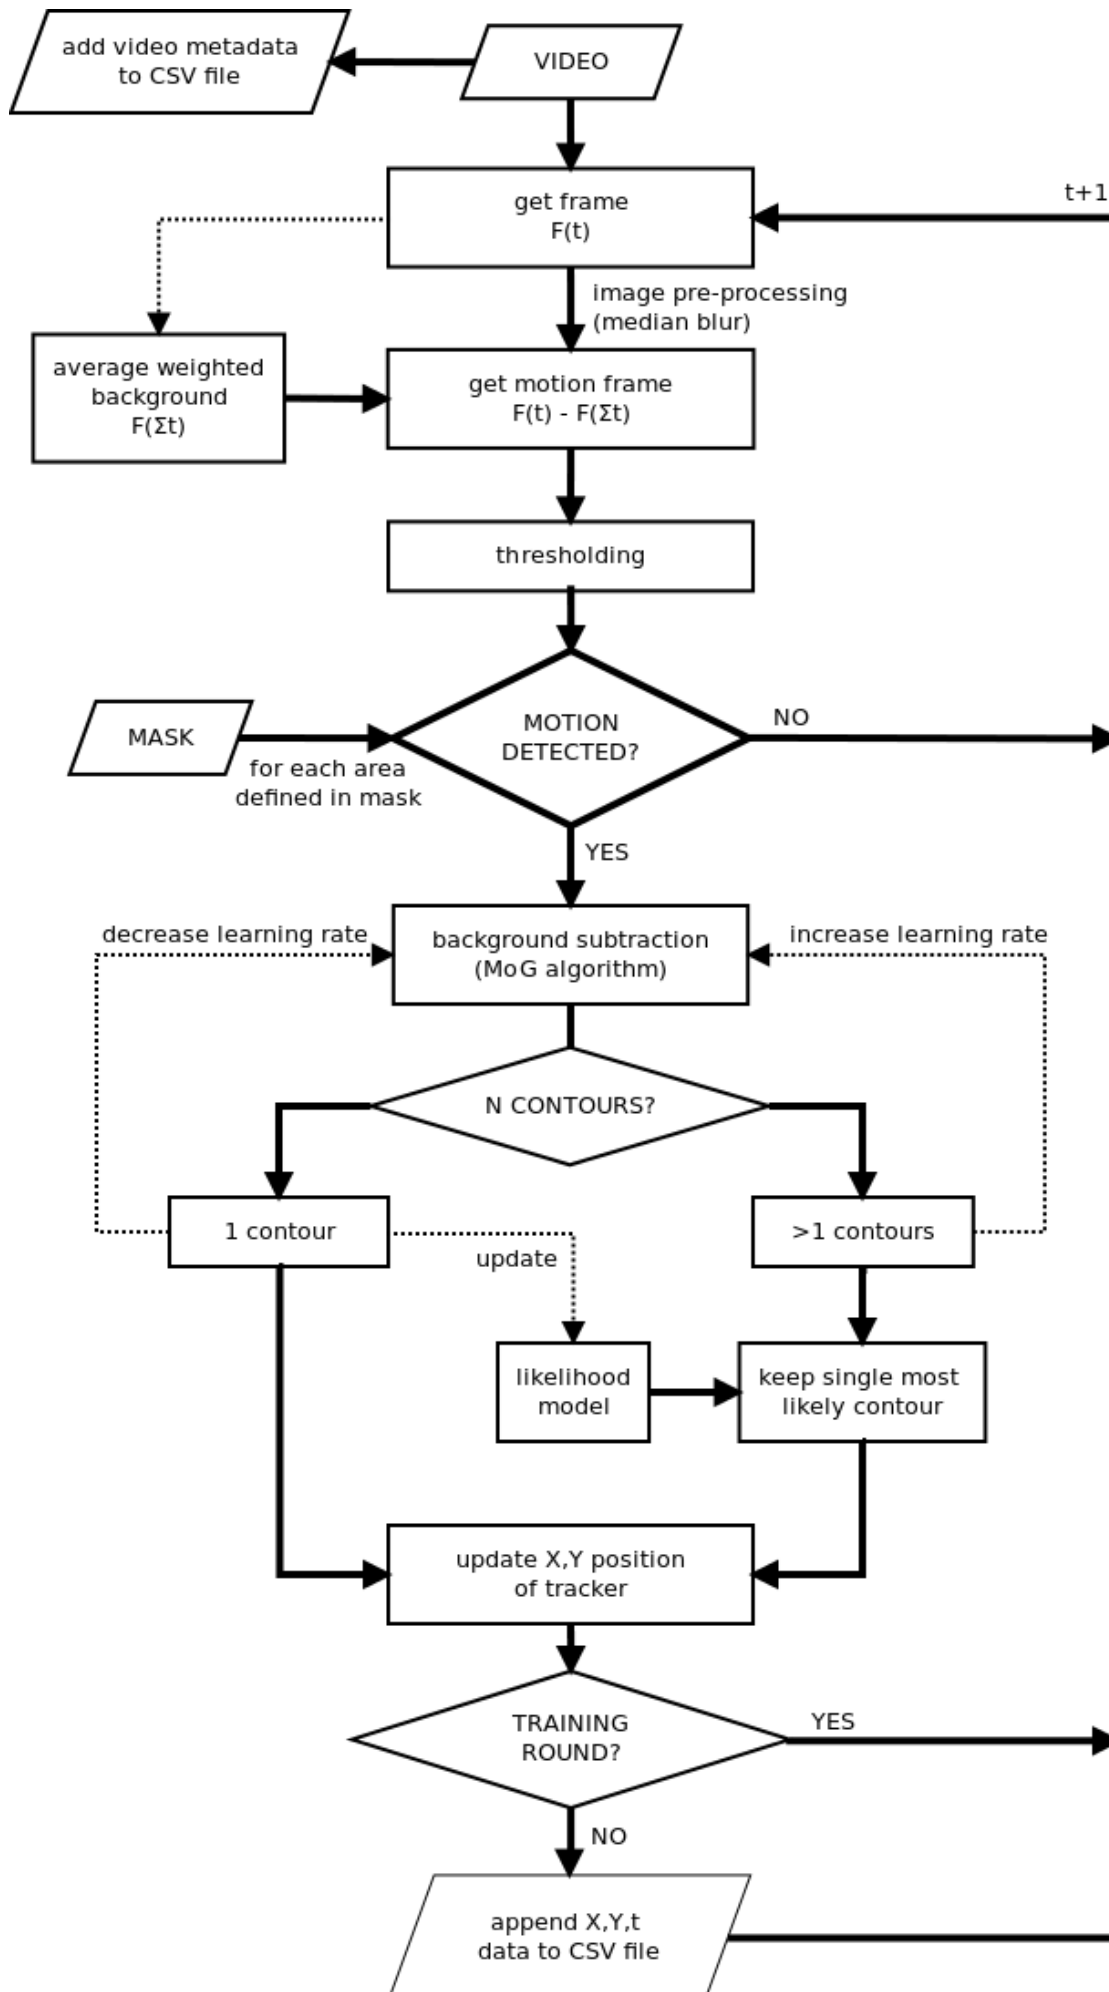 add video metadata
to CSV file
VIDEO
get frame
F(t)
t+1
image pre-processing
(median blur)
average weighted
background
F(Σt)
get motion frame
F(t) - F(Σt)
thresholding
MASK
for each area
defined in mask
MOTION
DETECTED?
NO
YES
decrease learning rate
background subtraction
(MoG algorithm)
increase learning rate
N CONTOURS?
1 contour
>1 contours
update
likelihood
model
keep single most
likely contour
update X,Y position
of tracker
TRAINING
ROUND?
YES
NO
append X,Y,t
data to CSV file